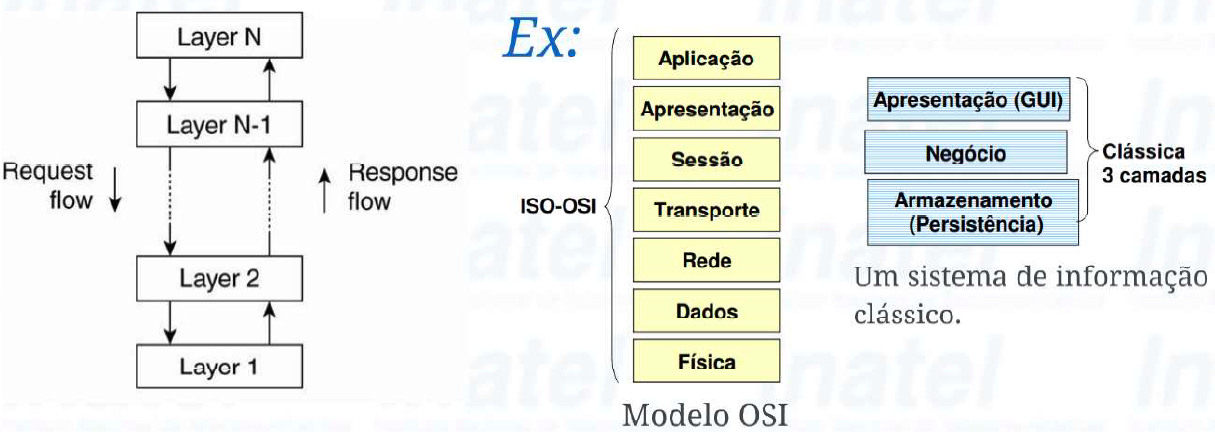 Layer N
Layer N-1
Request
flow
Response
flow
Layer 2
Layer 1
Ex:
ISO-OSI
Aplicação
Apresentação
Sessão
Transporte
Rede
Dados
Física
Modelo OSI
Apresentação (GUI)
Negócio
Armazenamento
(Persistência)
Clássica
3 camadas
Um sistema de informação
clássico.
Inatel